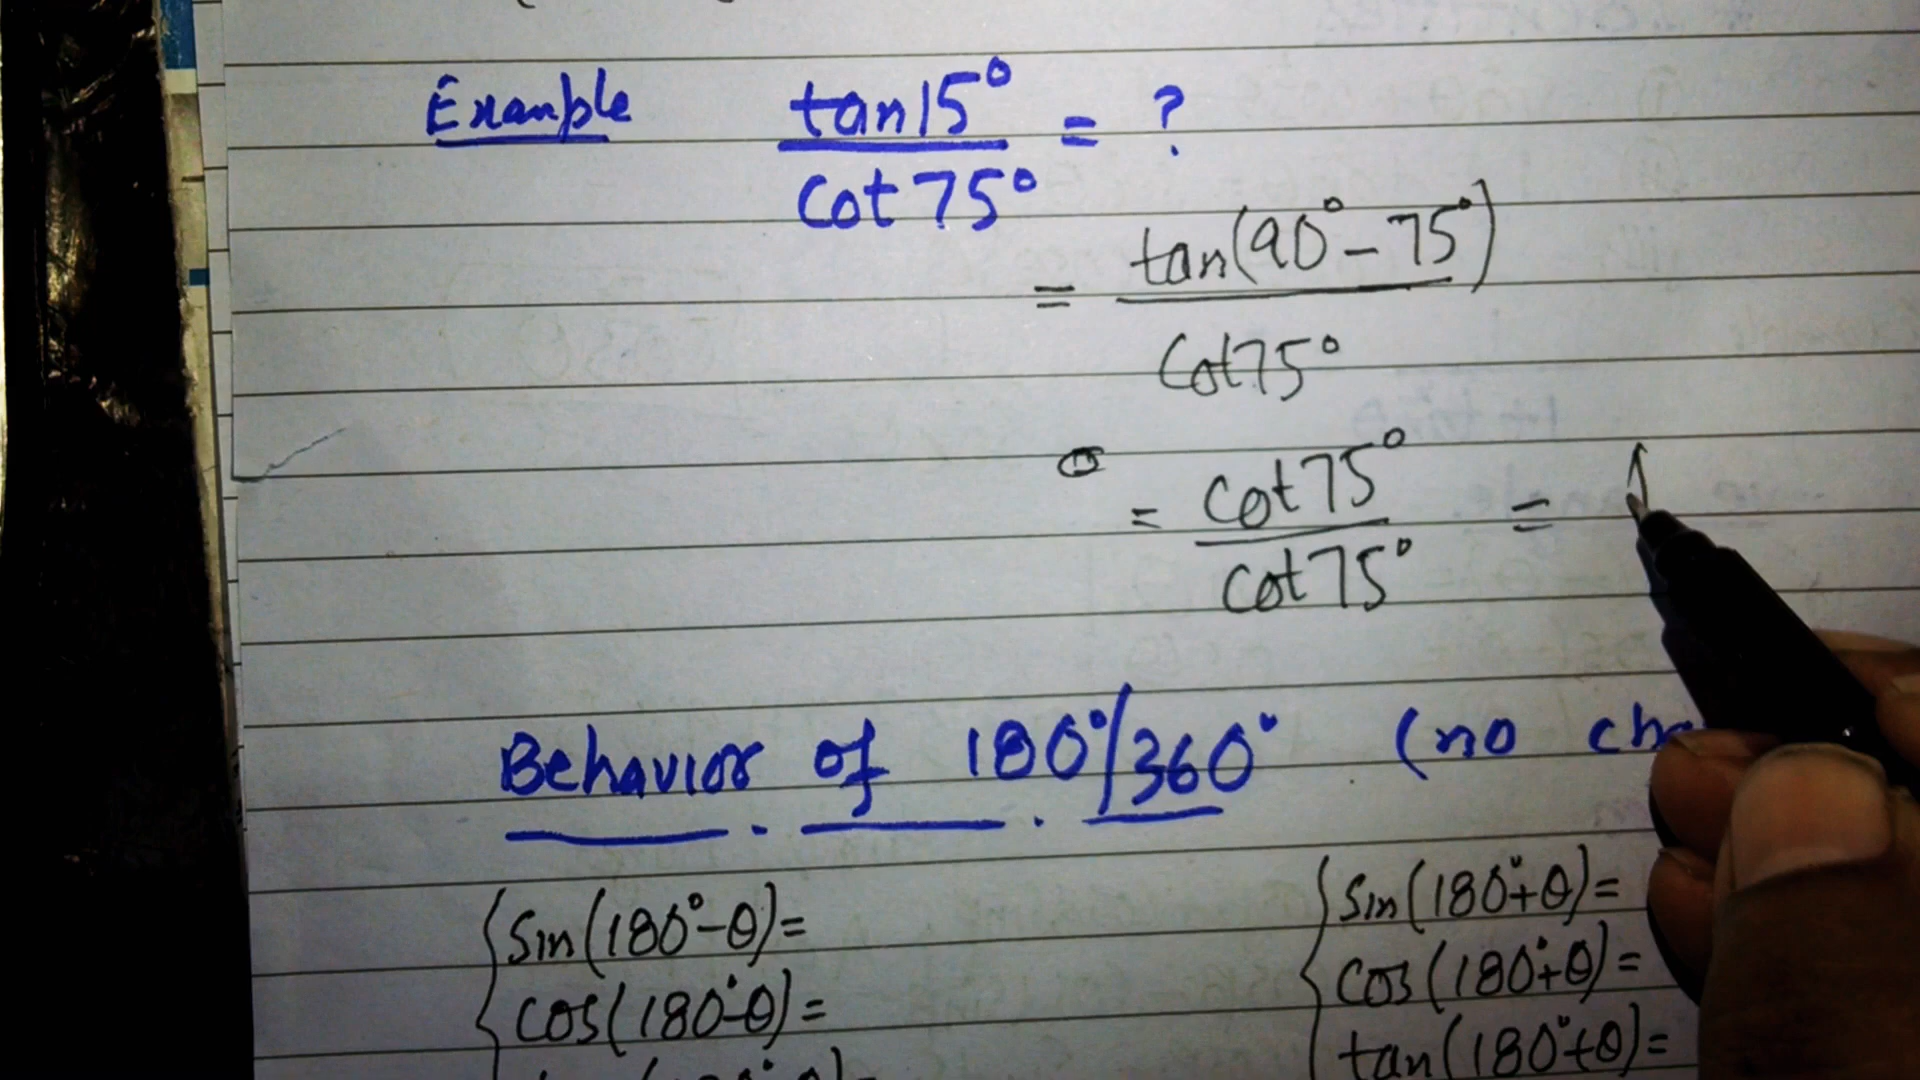 Example tan15° = ?
cot75°
= tan(90° - 75°)
Cot75°
= cot75° = 1
cot75°
Behavior of 180°/360° (no
Sin(180°-θ)= Sin(180°+θ)=
cos(180°-θ)= cos(180°+θ)=
tan(180°+θ)=